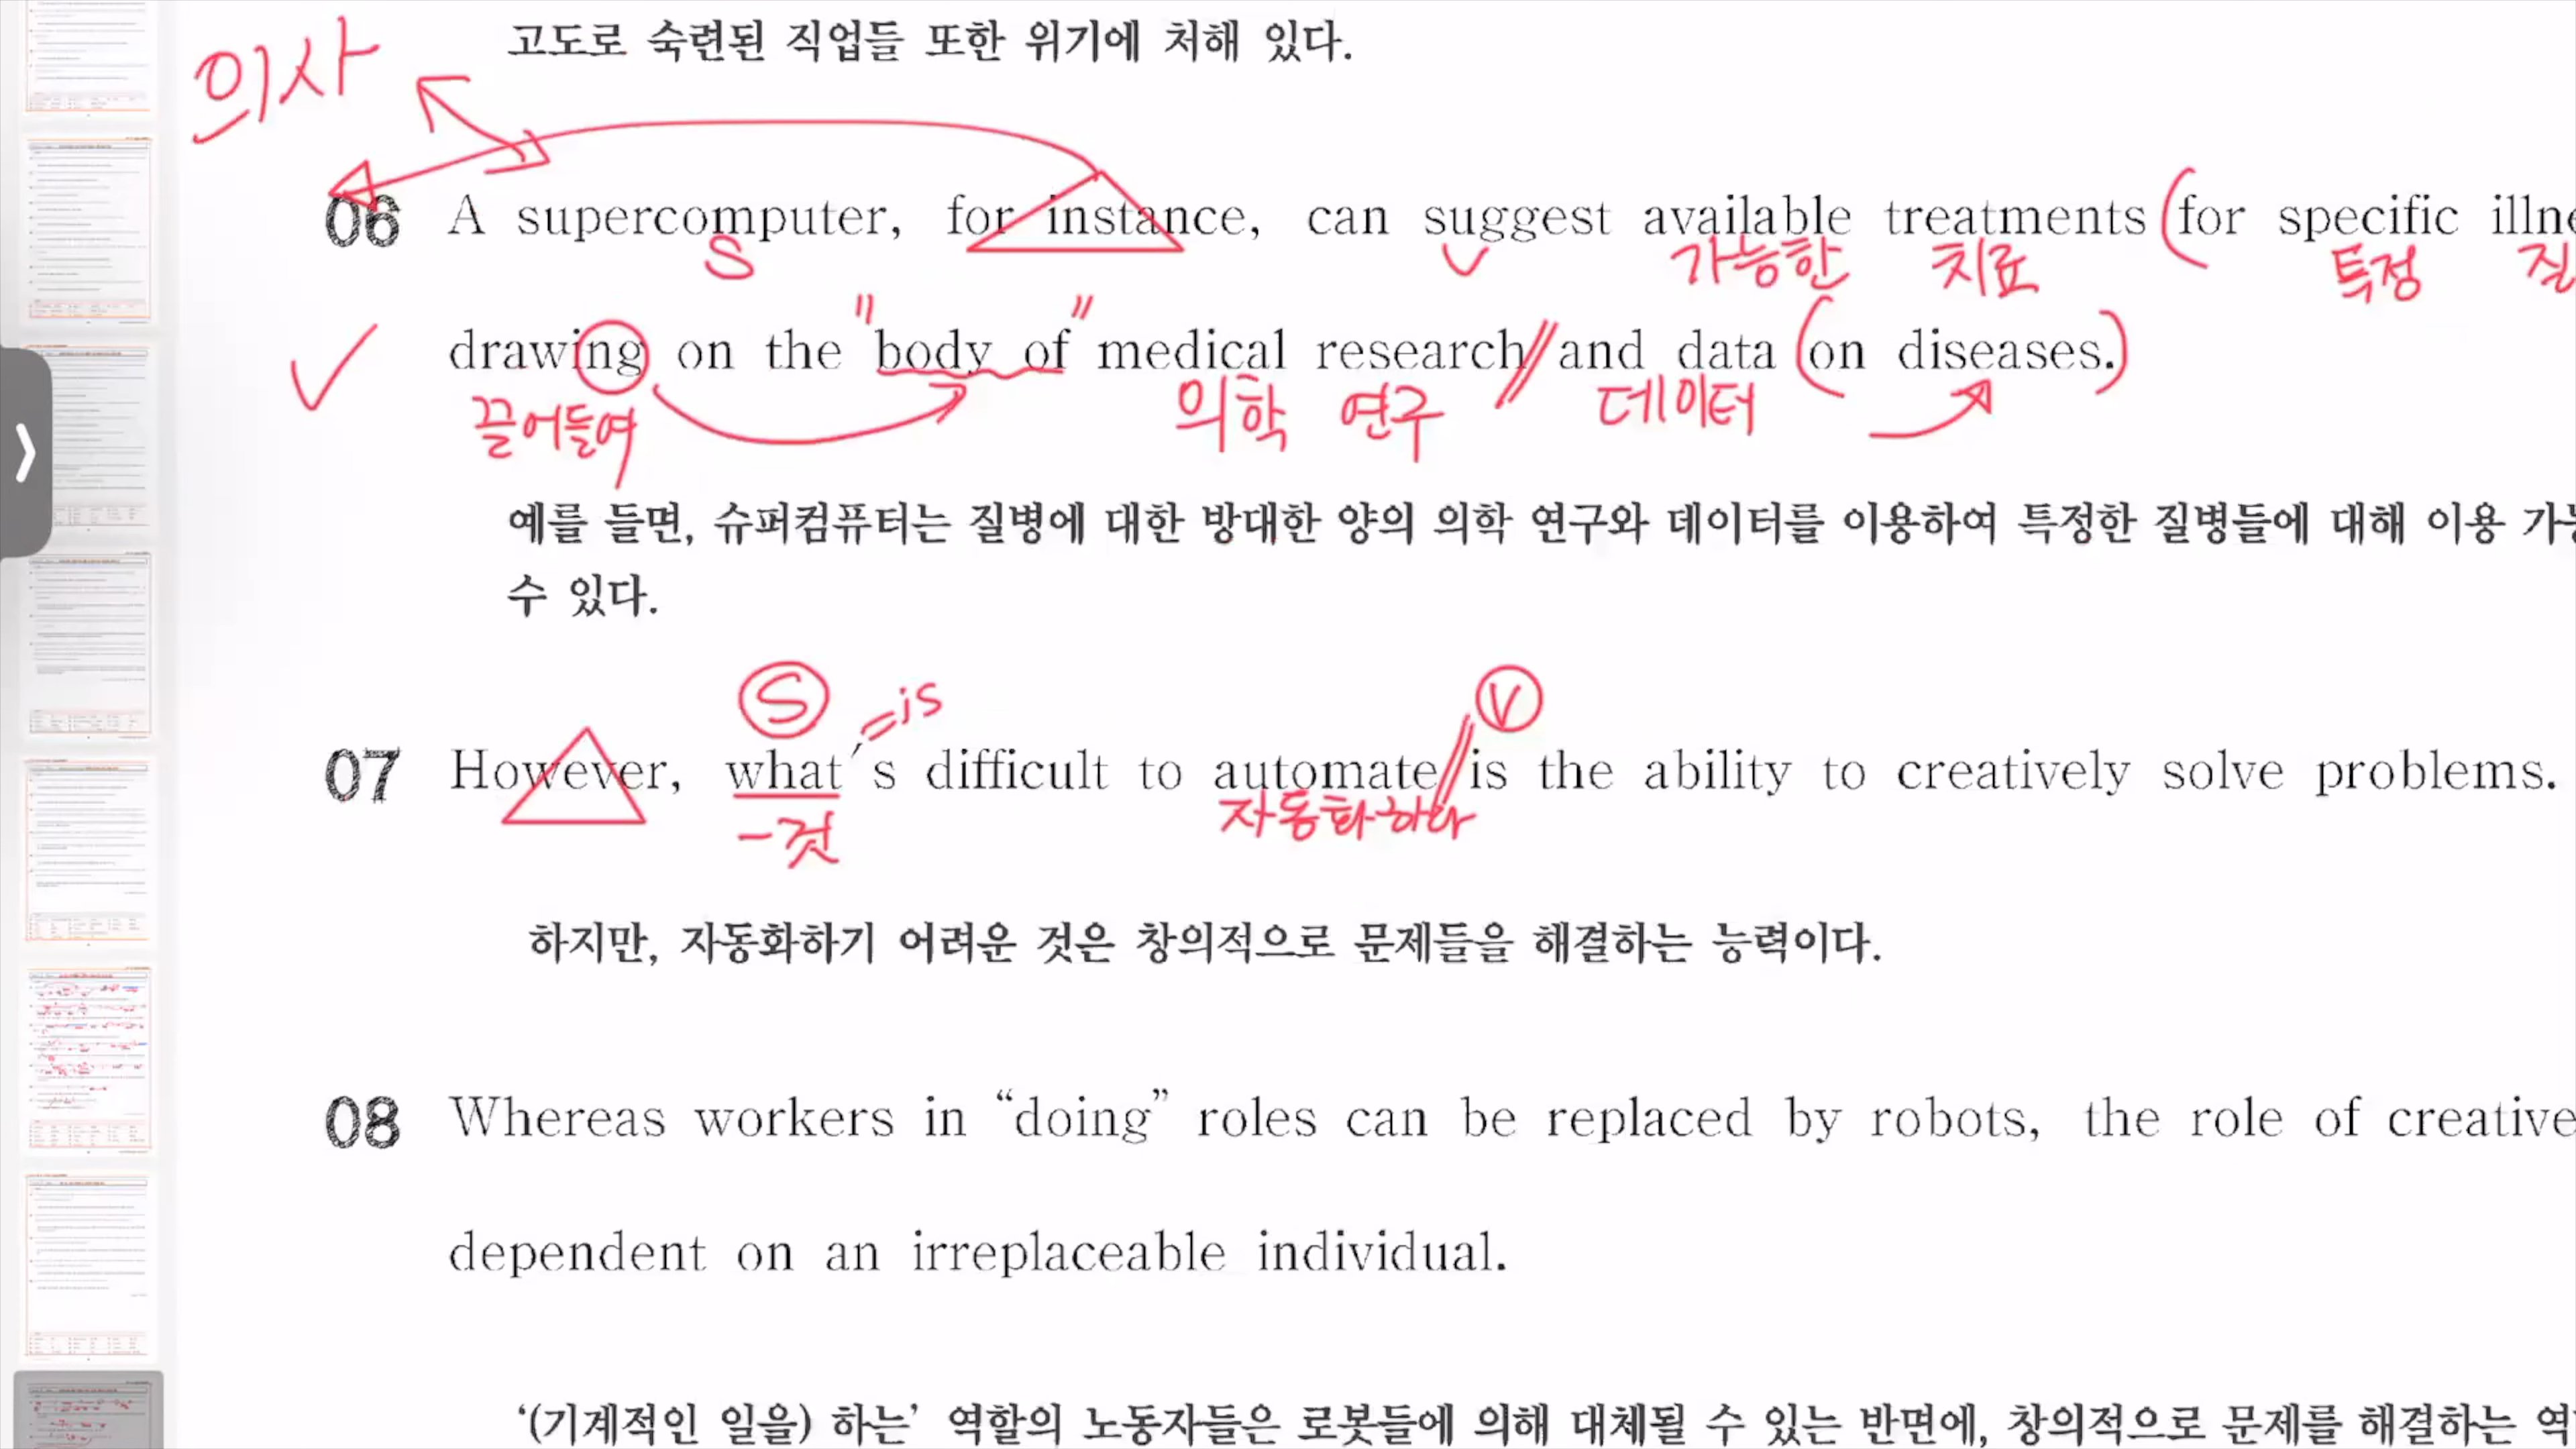 고도로 숙련된 직업들 또한 위기에 처해 있다.
의사
06 A supercomputer, for instance, can suggest available treatments (for specific illne
S 가능한 치료 특정 질
drawing on the "body of" medical research // and data (on diseases.)
끌어들여 의학 연구 데이터
예를 들면, 슈퍼컴퓨터는 질병에 대한 방대한 양의 의학 연구와 데이터를 이용하여 특정한 질병들에 대해 이용 가능
수 있다.
S =is V
07 However, what's difficult to automate // is the ability to creatively solve problems.
-것 자동화하다
하지만, 자동화하기 어려운 것은 창의적으로 문제들을 해결하는 능력이다.
08 Whereas workers in “doing” roles can be replaced by robots, the role of creative
dependent on an irreplaceable individual.
‘(기계적인 일을) 하는’ 역할의 노동자들은 로봇들에 의해 대체될 수 있는 반면에, 창의적으로 문제를 해결하는 역